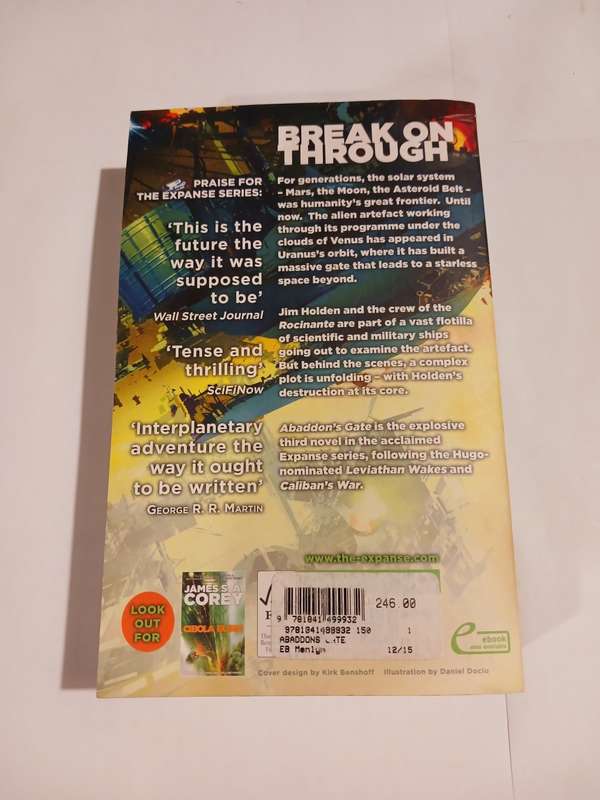 BREAK ON
THROUGH
PRAISE FOR
THE EXPANSE SERIES:
'This is the
future the
way it was
supposed
to be'
Wall Street Journal
'Tense and
thrilling'
SciFiNow
'Interplanetary
adventure the
way it ought
to be written'
GEORGE R. R. MARTIN
For generations, the solar system
– Mars, the Moon, the Asteroid Belt –
was humanity's great frontier. Until
now. The alien artefact working
through its programme under the
clouds of Venus has appeared in
Uranus's orbit, where it has built a
massive gate that leads to a starless
space beyond.
Jim Holden and the crew of the
Rocinante are part of a vast flotilla
of scientific and military ships
going out to examine the artefact.
But behind the scenes, a complex
plot is unfolding – with Holden's
destruction at its core.
Abaddon's Gate is the explosive
third novel in the acclaimed
Expanse series, following the Hugo-
nominated Leviathan Wakes and
Caliban's War.
www.the-expanse.com
LOOK
OUT
FOR
JAMES S. A.
COREY
CIBOLA BURN
9 781841 499932
246.00
9781841499932 150 1
ABADDONS GATE
EB Menlyn 12/15
ebook
also available
Cover design by Kirk Benshoff Illustration by Daniel Dociu